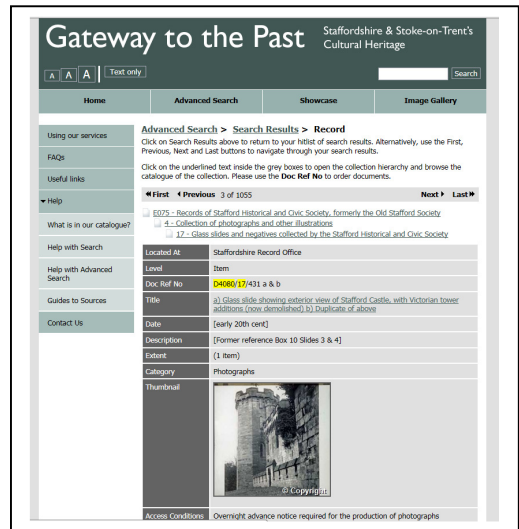 Gateway to the Past
Staffordshire & Stoke-on-Trent's
Cultural Heritage
A A A Text only
Search
Home Advanced Search Showcase Image Gallery
Using our services
FAQs
Useful links
Help
What is in our catalogue?
Help with Search
Help with Advanced
Search
Guides to Sources
Contact Us
Advanced Search > Search Results > Record
Click on Search Results above to return to your hitlist of search results. Alternatively, use the First,
Previous, Next and Last buttons to navigate through your search results.
Click on the underlined text inside the grey boxes to open the collection hierarchy and browse the
catalogue of the collection. Please use the Doc Ref No to order documents.
First Previous 3 of 1055 Next Last
E075 - Records of Stafford Historical and Civic Society, formerly the Old Stafford Society
4 - Collection of photographs and other illustrations
17 - Glass slides and negatives collected by the Stafford Historical and Civic Society
Located At Staffordshire Record Office
Level Item
Doc Ref No D4080/17/431 a & b
Title a) Glass slide showing exterior view of Stafford Castle, with Victorian tower
additions (now demolished) b) Duplicate of above
Date [early 20th cent]
Description [Former reference Box 10 Slides 3 & 4]
Extent (1 item)
Category Photographs
Thumbnail
© Copyright
Access Conditions Overnight advance notice required for the production of photographs